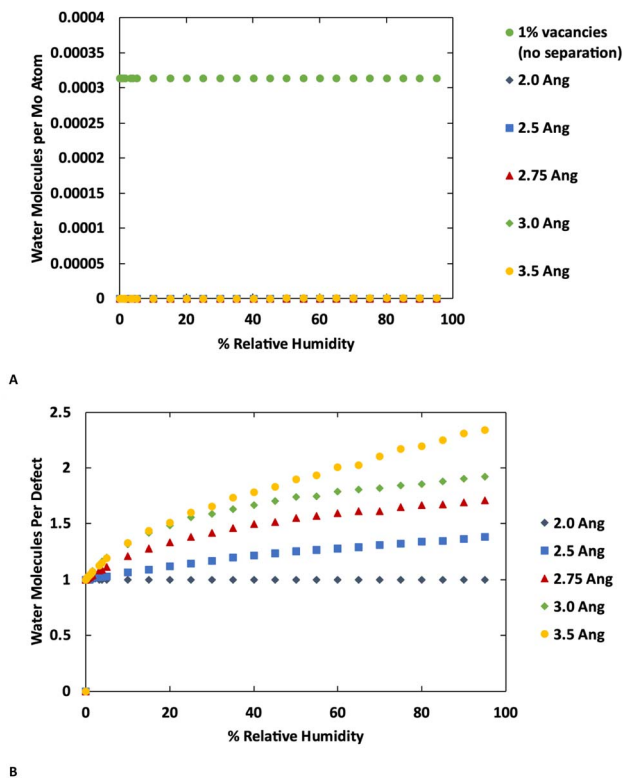 0.0004
0.00035
0.0003
0.00025
0.0002
0.00015
0.0001
0.00005
0
Water Molecules per Mo Atom
0 20 40 60 80 100
% Relative Humidity
1% vacancies
(no separation)
2.0 Ang
2.5 Ang
2.75 Ang
3.0 Ang
3.5 Ang
A
2.5
2
1.5
1
0.5
0
Water Molecules Per Defect
0 20 40 60 80 100
% Relative Humidity
2.0 Ang
2.5 Ang
2.75 Ang
3.0 Ang
3.5 Ang
B